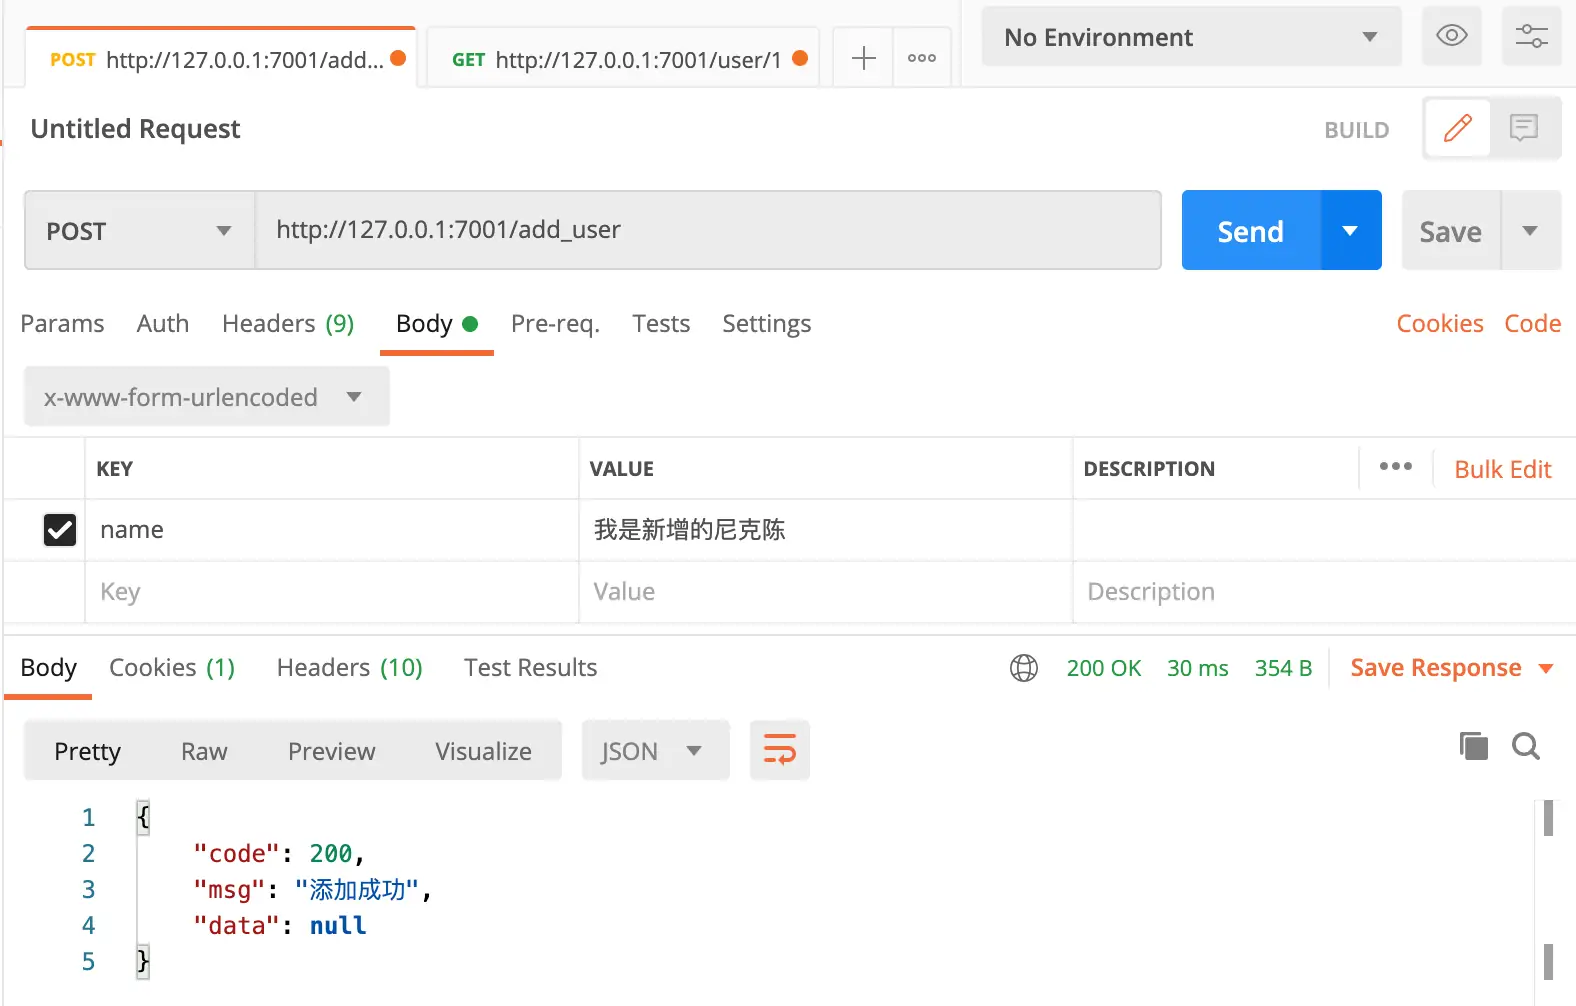 POST http://127.0.0.1:7001/add... GET http://127.0.0.1:7001/user/1 No Environment
Untitled Request BUILD
POST http://127.0.0.1:7001/add_user Send Save
Params Auth Headers (9) Body Pre-req. Tests Settings Cookies Code
x-www-form-urlencoded
KEY VALUE DESCRIPTION Bulk Edit
name 我是新增的尼克陈
Key Value Description
Body Cookies (1) Headers (10) Test Results 200 OK 30 ms 354 B Save Response
Pretty Raw Preview Visualize JSON
1 {
2 "code": 200,
3 "msg": "添加成功",
4 "data": null
5 }